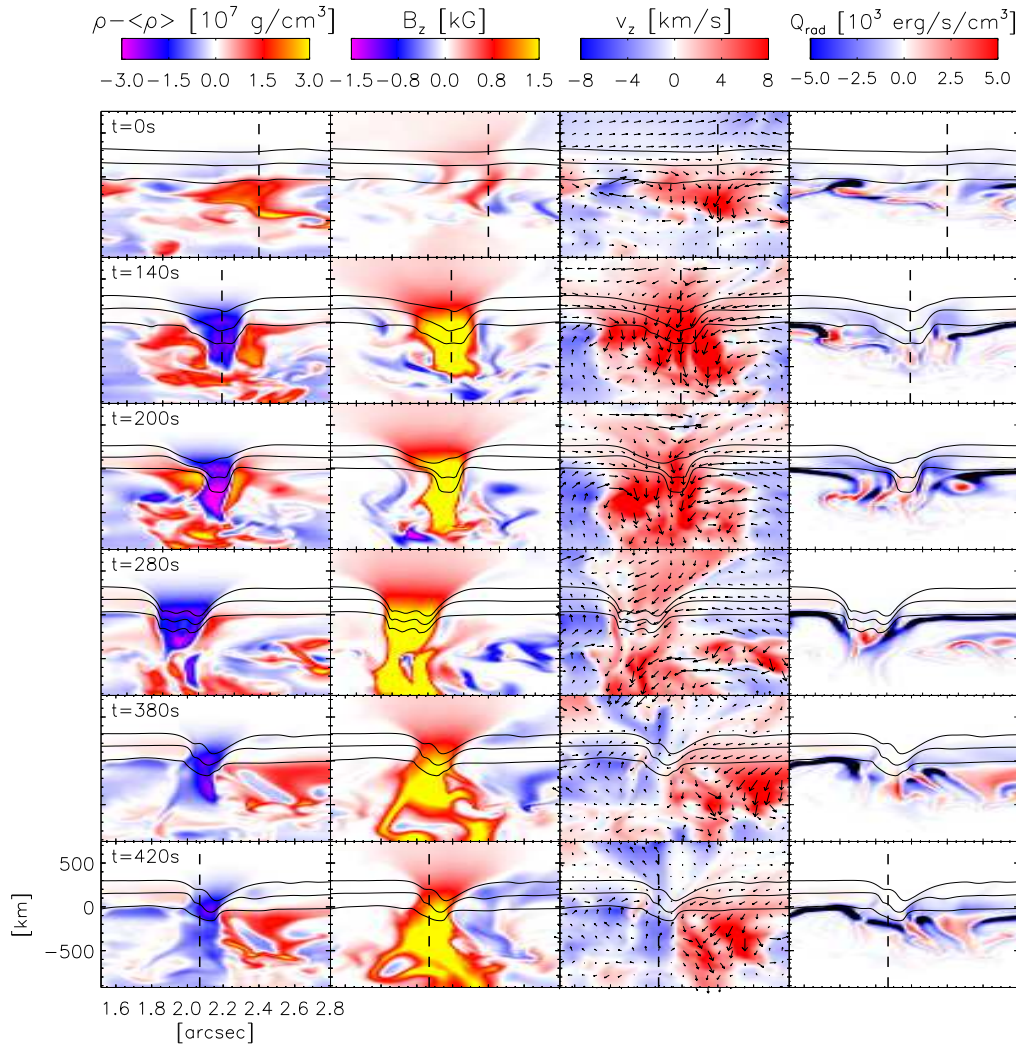 ρ−<ρ> [10⁷ g/cm³] B_z [kG] v_z [km/s] Q_rad [10³ erg/s/cm³]
−3.0 −1.5 0.0 1.5 3.0 −1.5 −0.8 0.0 0.8 1.5 −8 −4 0 4 8 −5.0 −2.5 0.0 2.5 5.0
t=0s
t=140s
t=200s
t=280s
t=380s
t=420s
500
0
−500
[km]
1.6 1.8 2.0 2.2 2.4 2.6 2.8
[arcsec]